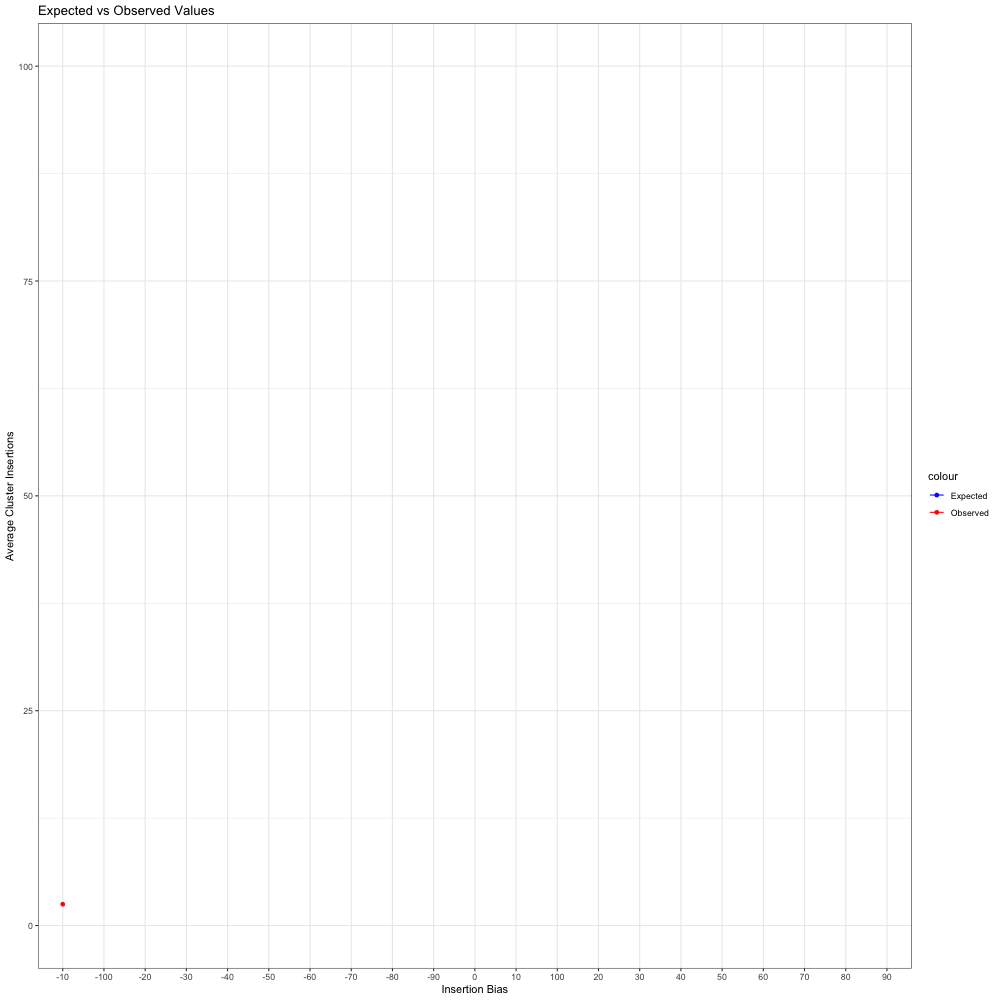 Expected vs Observed Values
100
75
50
25
0
Average Cluster Insertions
-10 -100 -20 -30 -40 -50 -60 -70 -80 -90 0 10 100 20 30 40 50 60 70 80 90
Insertion Bias
colour
Expected
Observed